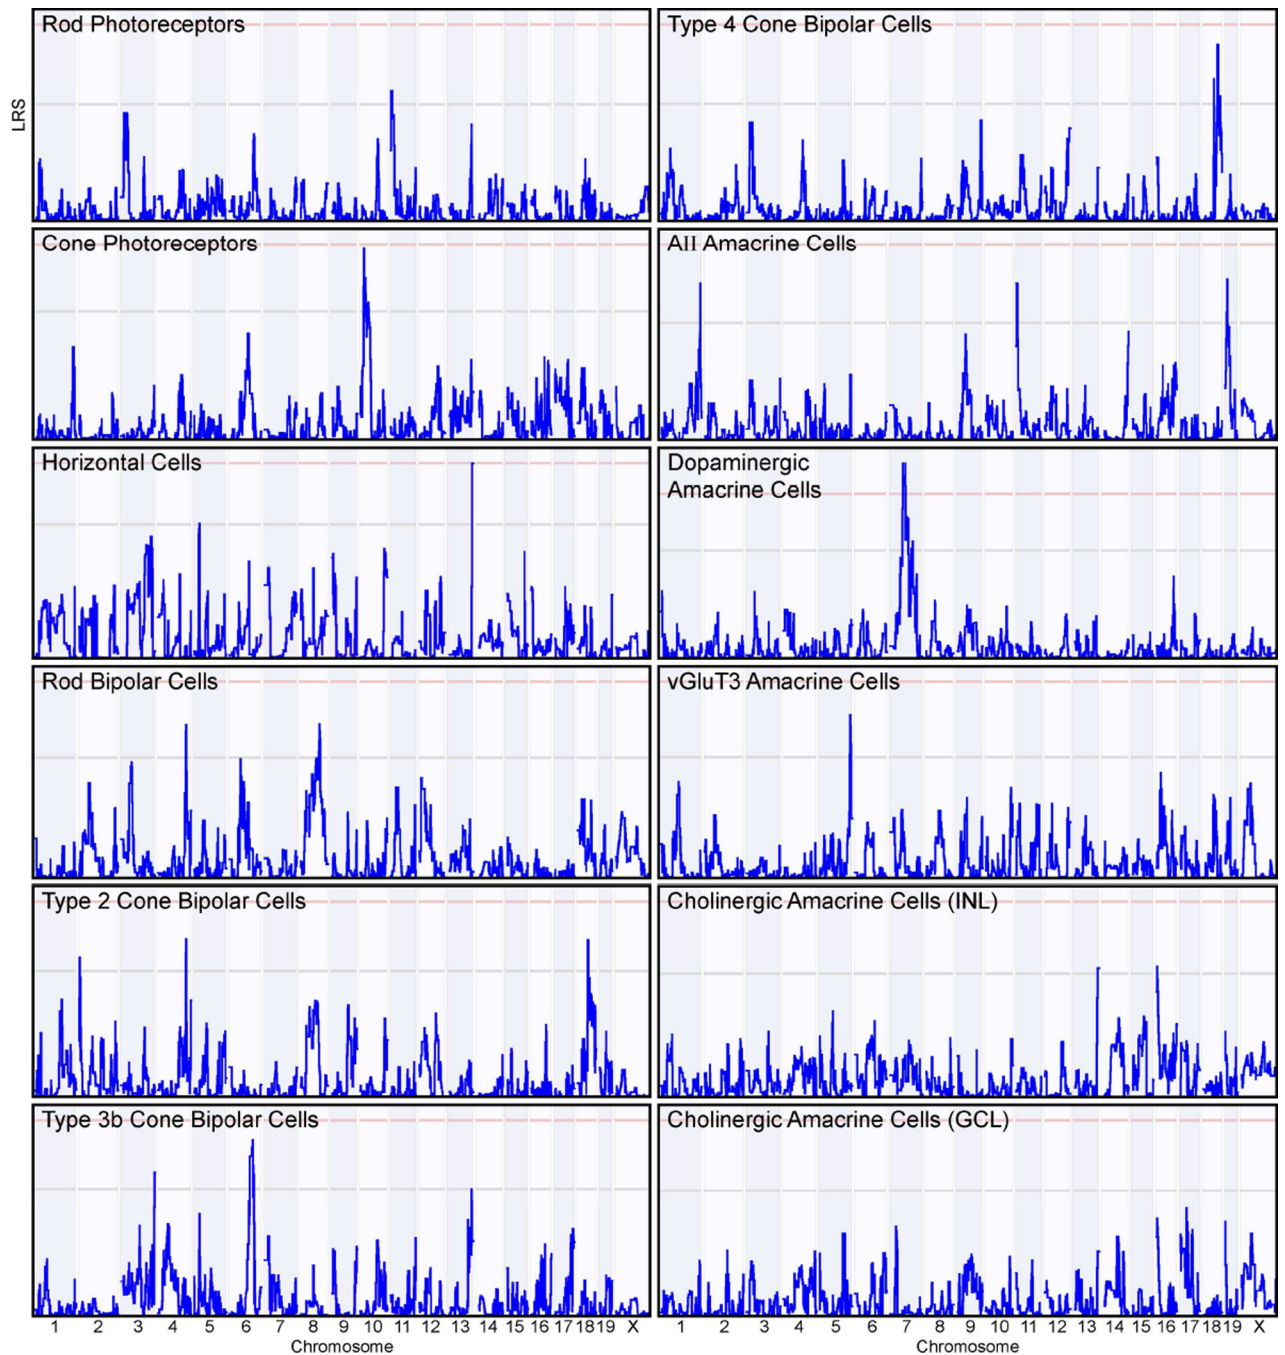 Rod Photoreceptors
Type 4 Cone Bipolar Cells
LRS
Cone Photoreceptors
AII Amacrine Cells
Horizontal Cells
Dopaminergic
Amacrine Cells
Rod Bipolar Cells
vGluT3 Amacrine Cells
Type 2 Cone Bipolar Cells
Cholinergic Amacrine Cells (INL)
Type 3b Cone Bipolar Cells
Cholinergic Amacrine Cells (GCL)
1 2 3 4 5 6 7 8 9 10 11 12 13 14 15 16 17 18 19 X
1 2 3 4 5 6 7 8 9 10 11 12 13 14 15 16 17 18 19 X
Chromosome
Chromosome